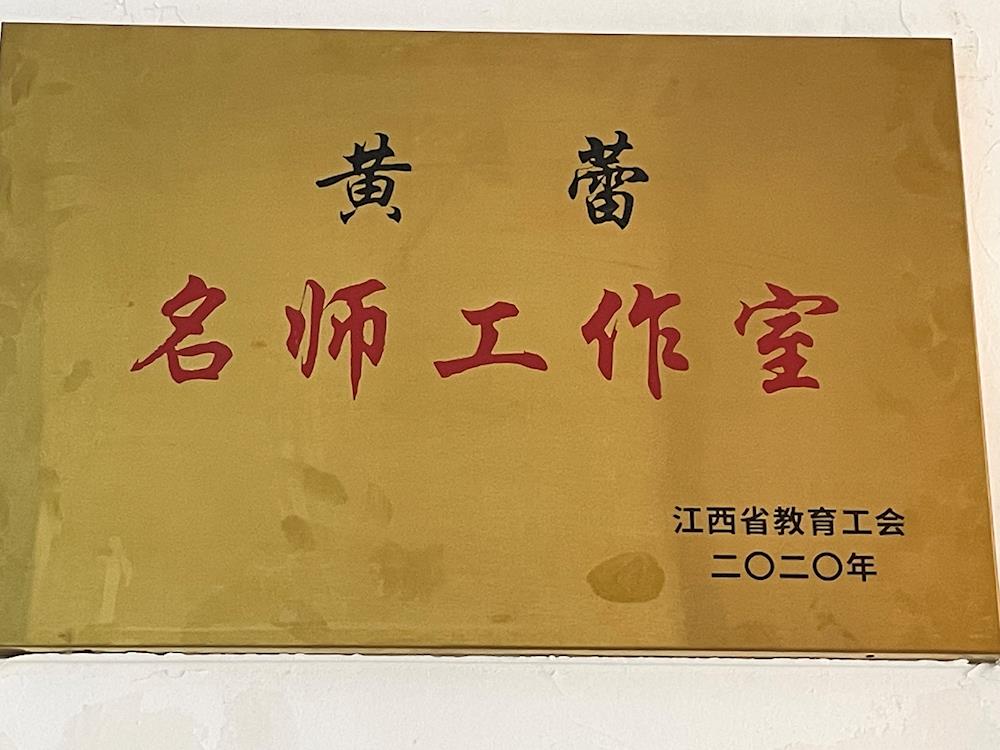 黄 蕾
名师工作室
江西省教育工会
二〇二〇年